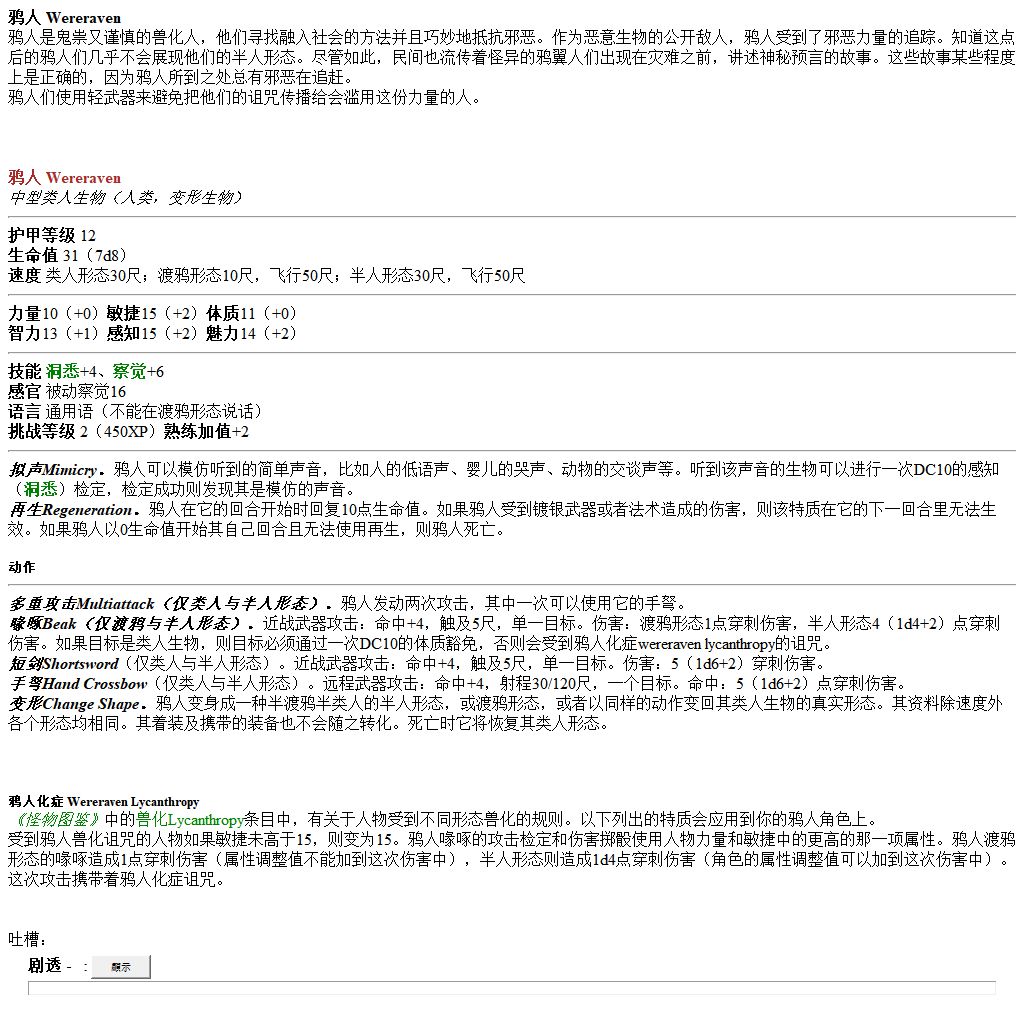 鸦人 Wereraven
鸦人是鬼祟又谨慎的兽化人，他们寻找融入社会的方法并且巧妙地抵抗邪恶。作为恶意生物的公开敌人，鸦人受到了邪恶力量的追踪。知道这点
后的鸦人们几乎不会展现他们的半人形态。尽管如此，民间也流传着怪异的鸦翼人们出现在灾难之前，讲述神秘预言的故事。这些故事某些程度
上是正确的，因为鸦人所到之处总有邪恶在追赶。
鸦人们使用轻武器来避免把他们的诅咒传播给会滥用这份力量的人。
鸦人 Wereraven
中型类人生物（人类，变形生物）
护甲等级 12
生命值 31（7d8）
速度 类人形态30尺；渡鸦形态10尺，飞行50尺；半人形态30尺，飞行50尺
力量10（+0）敏捷15（+2）体质11（+0）
智力13（+1）感知15（+2）魅力14（+2）
技能 洞悉+4、察觉+6
感官 被动察觉16
语言 通用语（不能在渡鸦形态说话）
挑战等级 2（450XP）熟练加值+2
拟声Mimicry．鸦人可以模仿听到的简单声音，比如人的低语声、婴儿的哭声、动物的交谈声等。听到该声音的生物可以进行一次DC10的感知
（洞悉）检定，检定成功则发现其是模仿的声音。
再生Regeneration．鸦人在它的回合开始时回复10点生命值。如果鸦人受到镀银武器或者法术造成的伤害，则该特质在它的下一回合里无法生
效。如果鸦人以0生命值开始其自己回合且无法使用再生，则鸦人死亡。
动作
多重攻击Multiattack（仅类人与半人形态）．鸦人发动两次攻击，其中一次可以使用它的手弩。
喙啄Beak（仅渡鸦与半人形态）．近战武器攻击：命中+4，触及5尺，单一目标。伤害：渡鸦形态1点穿刺伤害，半人形态4（1d4+2）点穿刺
伤害。如果目标是类人生物，则目标必须通过一次DC10的体质豁免，否则会受到鸦人化症wereraven lycanthropy的诅咒。
短剑Shortsword（仅类人与半人形态）。近战武器攻击：命中+4，触及5尺，单一目标。伤害：5（1d6+2）穿刺伤害。
手弩Hand Crossbow（仅类人与半人形态）。远程武器攻击：命中+4，射程30/120尺，一个目标。命中：5（1d6+2）点穿刺伤害。
变形Change Shape．鸦人变身成一种半渡鸦半类人的半人形态，或渡鸦形态，或者以同样的动作变回其类人生物的真实形态。其资料除速度外
各个形态均相同。其着装及携带的装备也不会随之转化。死亡时它将恢复其类人形态。
鸦人化症 Wereraven Lycanthropy
《怪物图鉴》中的兽化Lycanthropy条目中，有关于人物受到不同形态兽化的规则。以下列出的特质会应用到你的鸦人角色上。
受到鸦人兽化诅咒的人物如果敏捷未高于15，则变为15。鸦人喙啄的攻击检定和伤害掷骰使用人物力量和敏捷中的更高的那一项属性。鸦人渡鸦
形态的喙啄造成1点穿刺伤害（属性调整值不能加到这次伤害中），半人形态则造成1d4点穿刺伤害（角色的属性调整值可以加到这次伤害中）。
这次攻击携带着鸦人化症诅咒。
吐槽：
剧透 - ：顯示